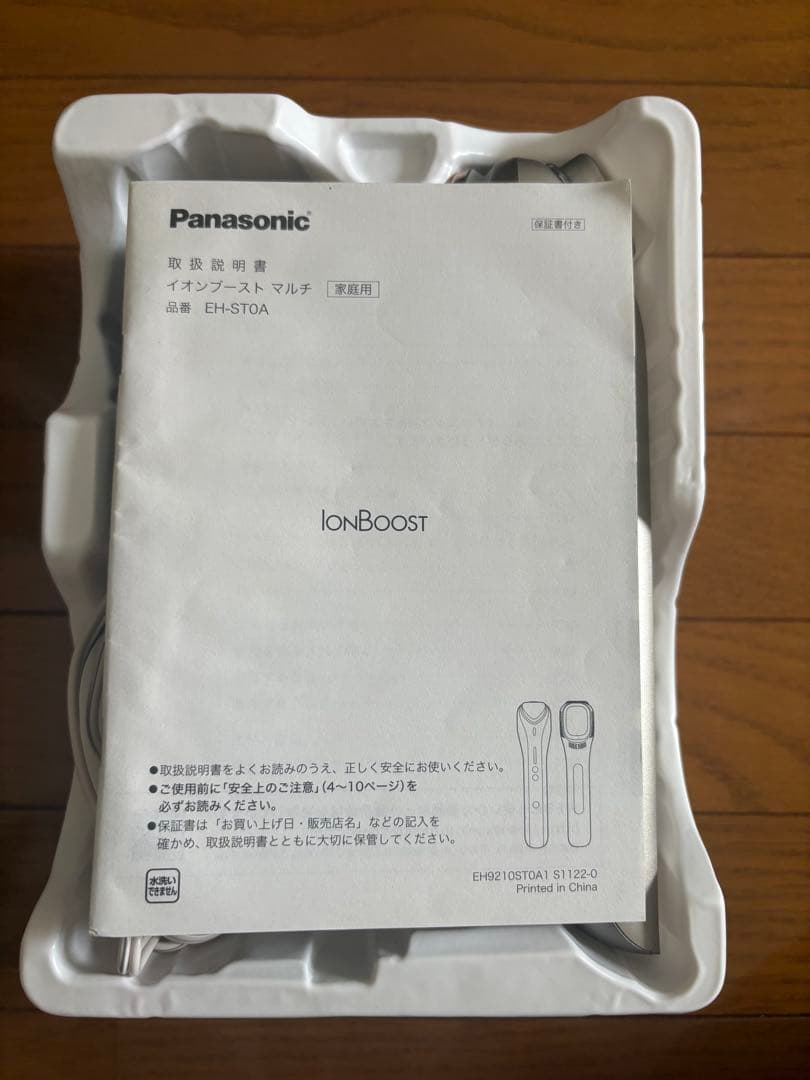 Panasonic®
保証書付き
取扱説明書
イオンブースト マルチ 家庭用
品番 EH-ST0A
IONBOOST
●取扱説明書をよくお読みのうえ、正しく安全にお使いください。
●ご使用前に「安全上のご注意」(4〜10ページ)を
必ずお読みください。
●保証書は「お買い上げ日・販売店名」などの記入を
確かめ、取扱説明書とともに大切に保管してください。
水洗い
できません
EH9210ST0A1 S1122-0
Printed in China